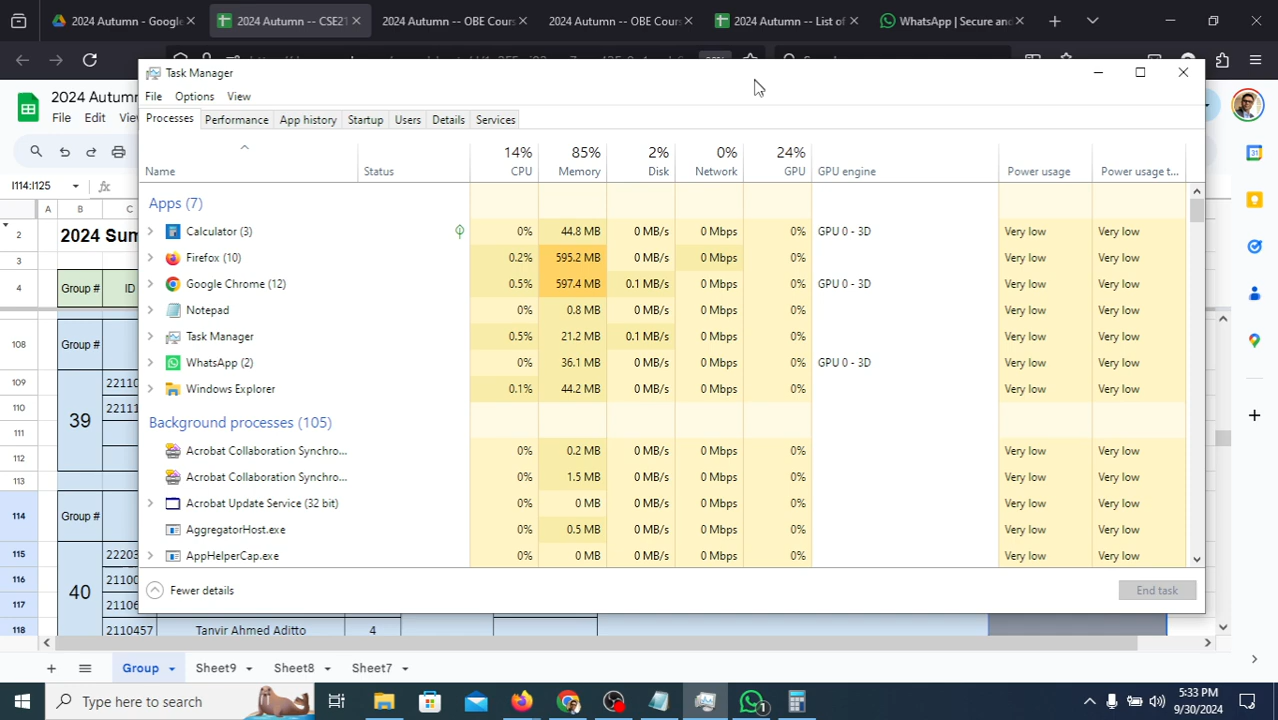 2024 Autumn - Google
2024 Autumn -- CSE21
2024 Autumn -- OBE Cours
2024 Autumn -- OBE Cours
2024 Autumn -- List of
WhatsApp | Secure and
Task Manager
File Options View
Processes Performance App history Startup Users Details Services
14% 85% 2% 0% 24%
Name Status CPU Memory Disk Network GPU GPU engine Power usage Power usage t...
Apps (7)
Calculator (3) 0% 44.8 MB 0 MB/s 0 Mbps 0% GPU 0 - 3D Very low Very low
Firefox (10) 0.2% 595.2 MB 0 MB/s 0 Mbps 0% Very low Very low
Google Chrome (12) 0.5% 597.4 MB 0.1 MB/s 0 Mbps 0% GPU 0 - 3D Very low Very low
Notepad 0% 0.8 MB 0 MB/s 0 Mbps 0% Very low Very low
Task Manager 0.5% 21.2 MB 0.1 MB/s 0 Mbps 0% Very low Very low
WhatsApp (2) 0% 36.1 MB 0 MB/s 0 Mbps 0% GPU 0 - 3D Very low Very low
Windows Explorer 0.1% 44.2 MB 0 MB/s 0 Mbps 0% Very low Very low
Background processes (105)
Acrobat Collaboration Synchro... 0% 0.2 MB 0 MB/s 0 Mbps 0% Very low Very low
Acrobat Collaboration Synchro... 0% 1.5 MB 0 MB/s 0 Mbps 0% Very low Very low
Acrobat Update Service (32 bit) 0% 0 MB 0 MB/s 0 Mbps 0% Very low Very low
AggregatorHost.exe 0% 0.5 MB 0 MB/s 0 Mbps 0% Very low Very low
AppHelperCap.exe 0% 0 MB 0 MB/s 0 Mbps 0% Very low Very low
Fewer details End task
2024 Autumn
File Edit Vi
I114:I125 fx
A B C
2 2024 Sum
3
4 Group # ID
108 Group #
109 22110
110 39 22111
111
112
113
114 Group #
115 22203
116 40 21100
117 21106
118 2110457 Tanvir Ahmed Aditto 4
Group Sheet9 Sheet8 Sheet7
31
Type here to search
1
5:33 PM
9/30/2024